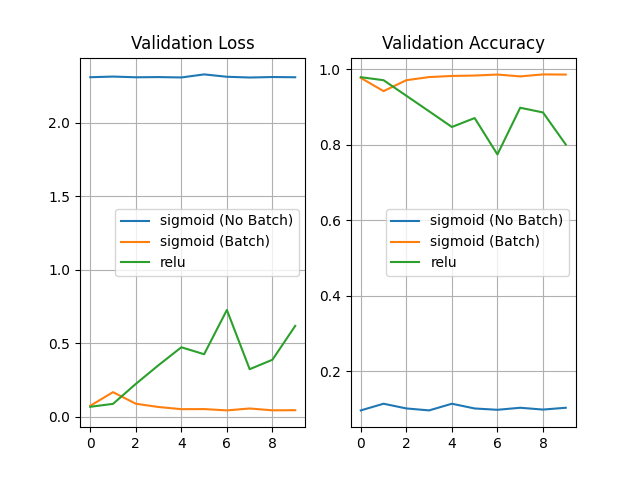 Validation Loss
2.0
1.5
1.0
0.5
0.0
0 2 4 6 8
sigmoid (No Batch)
sigmoid (Batch)
relu
Validation Accuracy
1.0
0.8
0.6
0.4
0.2
0 2 4 6 8
sigmoid (No Batch)
sigmoid (Batch)
relu